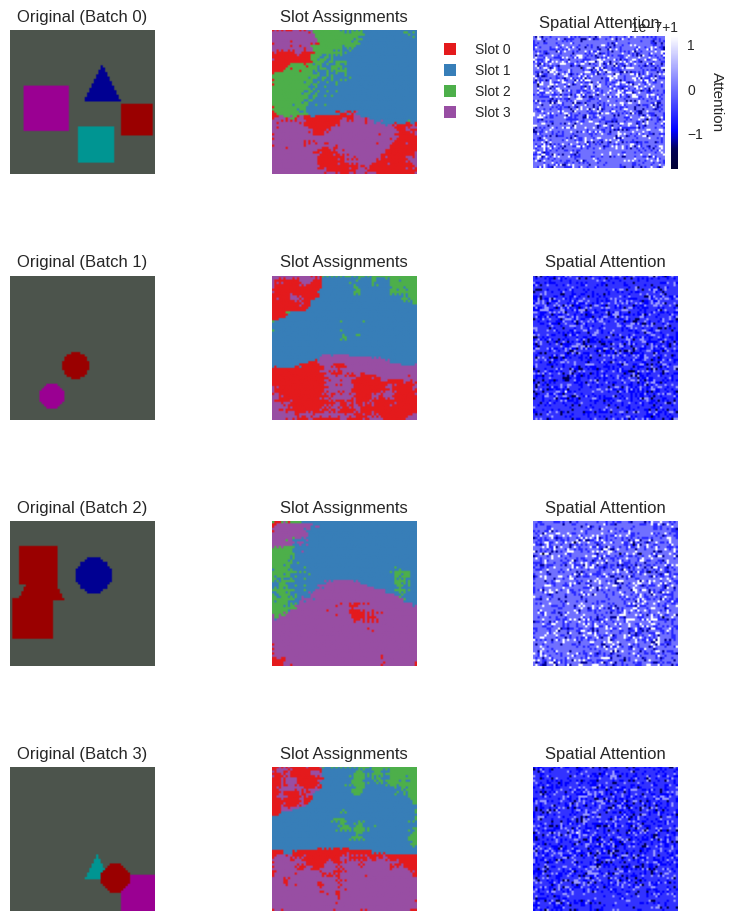 Original (Batch 0)
Slot Assignments
Slot 0
Slot 1
Slot 2
Slot 3
Spatial Attention
1e−7+1
1
0
−1
Attention
Original (Batch 1)
Slot Assignments
Spatial Attention
Original (Batch 2)
Slot Assignments
Spatial Attention
Original (Batch 3)
Slot Assignments
Spatial Attention